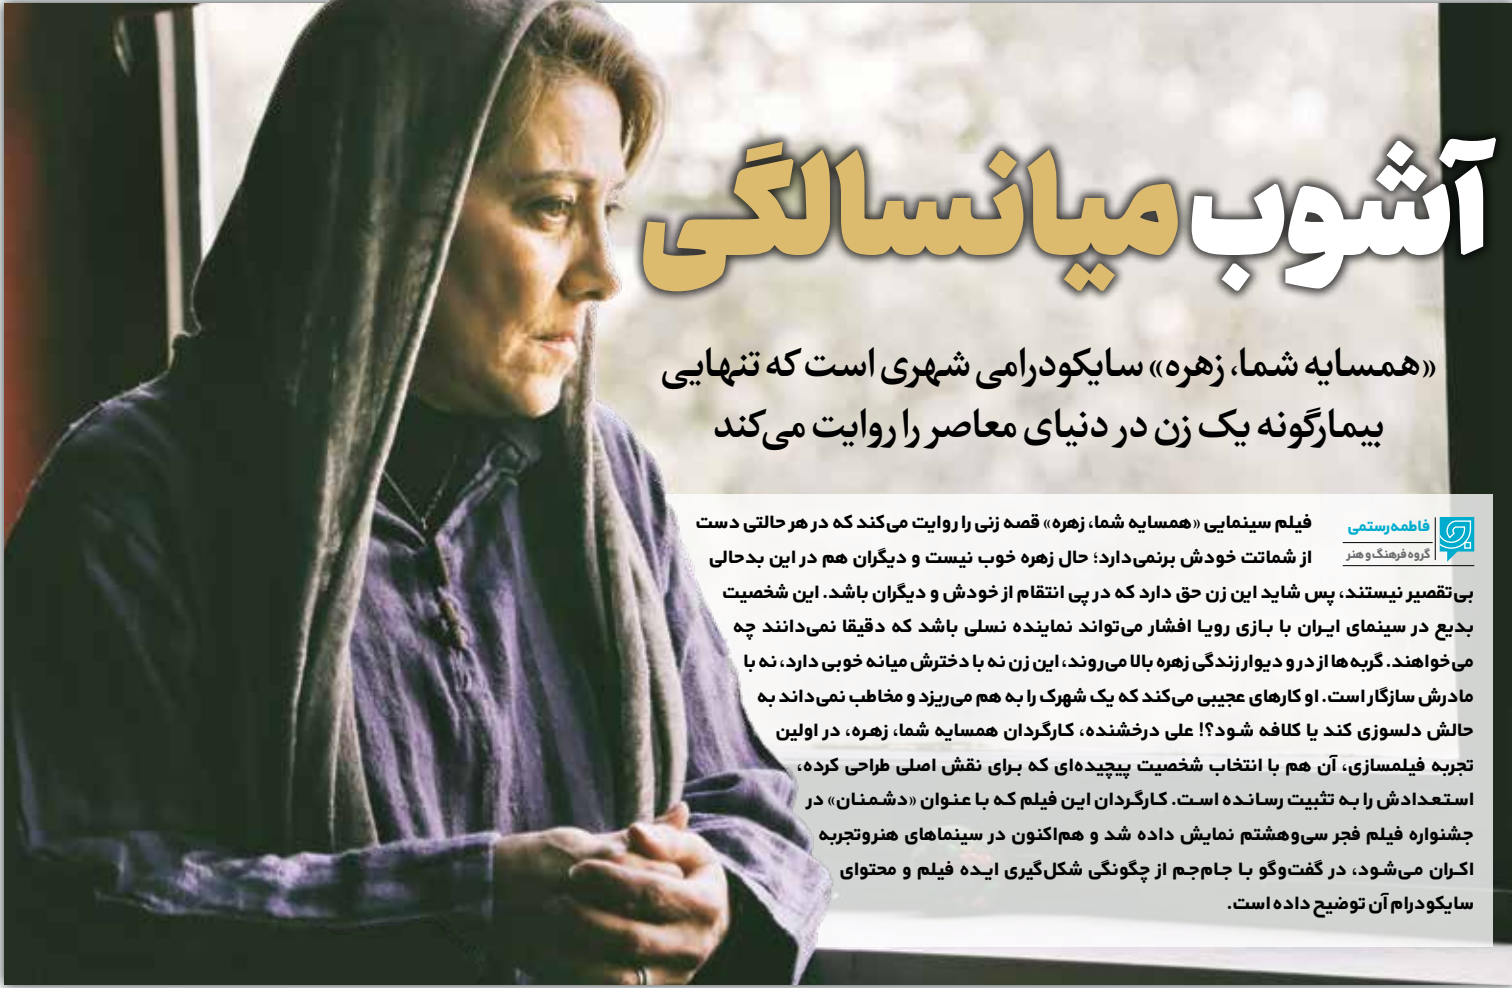 آشوب میانسالگی
«همسایه شما، زهره» سایکودرامی شهری است که تنهایی
بیمارگونه یک زن در دنیای معاصر را روایت می‌کند
فاطمه رستمی
گروه فرهنگ و هنر
فیلم سینمایی «همسایه شما، زهره» قصه زنی را روایت می‌کند که در هر حالتی دست
از شماتت خودش برنمی‌دارد؛ حال زهره خوب نیست و دیگران هم در این بدحالی
بی‌تقصیر نیستند، پس شاید این زن حق دارد که در پی انتقام از خودش و دیگران باشد. این شخصیت
بدیع در سینمای ایران با بازی رویا افشار می‌تواند نماینده نسلی باشد که دقیقا نمی‌دانند چه
می‌خواهند. گربه‌ها از در و دیوار زندگی زهره بالا می‌روند، این زن نه با دخترش میانه خوبی دارد، نه با
مادرش سازگار است. او کارهای عجیبی می‌کند که یک شهرک را به هم می‌ریزد و مخاطب نمی‌داند به
حالش دلسوزی کند یا کلافه شود؟! علی درخشنده، کارگردان همسایه شما، زهره، در اولین
تجربه فیلمسازی، آن هم با انتخاب شخصیت پیچیده‌ای که برای نقش اصلی طراحی کرده،
استعدادش را به تثبیت رسانده است. کارگردان این فیلم که با عنوان «دشمنان» در
جشنواره فیلم فجر سی‌وهشتم نمایش داده شد و هم‌اکنون در سینماهای هنروتجربه
اکران می‌شود، در گفت‌وگو با جام‌جم از چگونگی شکل‌گیری ایده فیلم و محتوای
سایکودرام آن توضیح داده است.